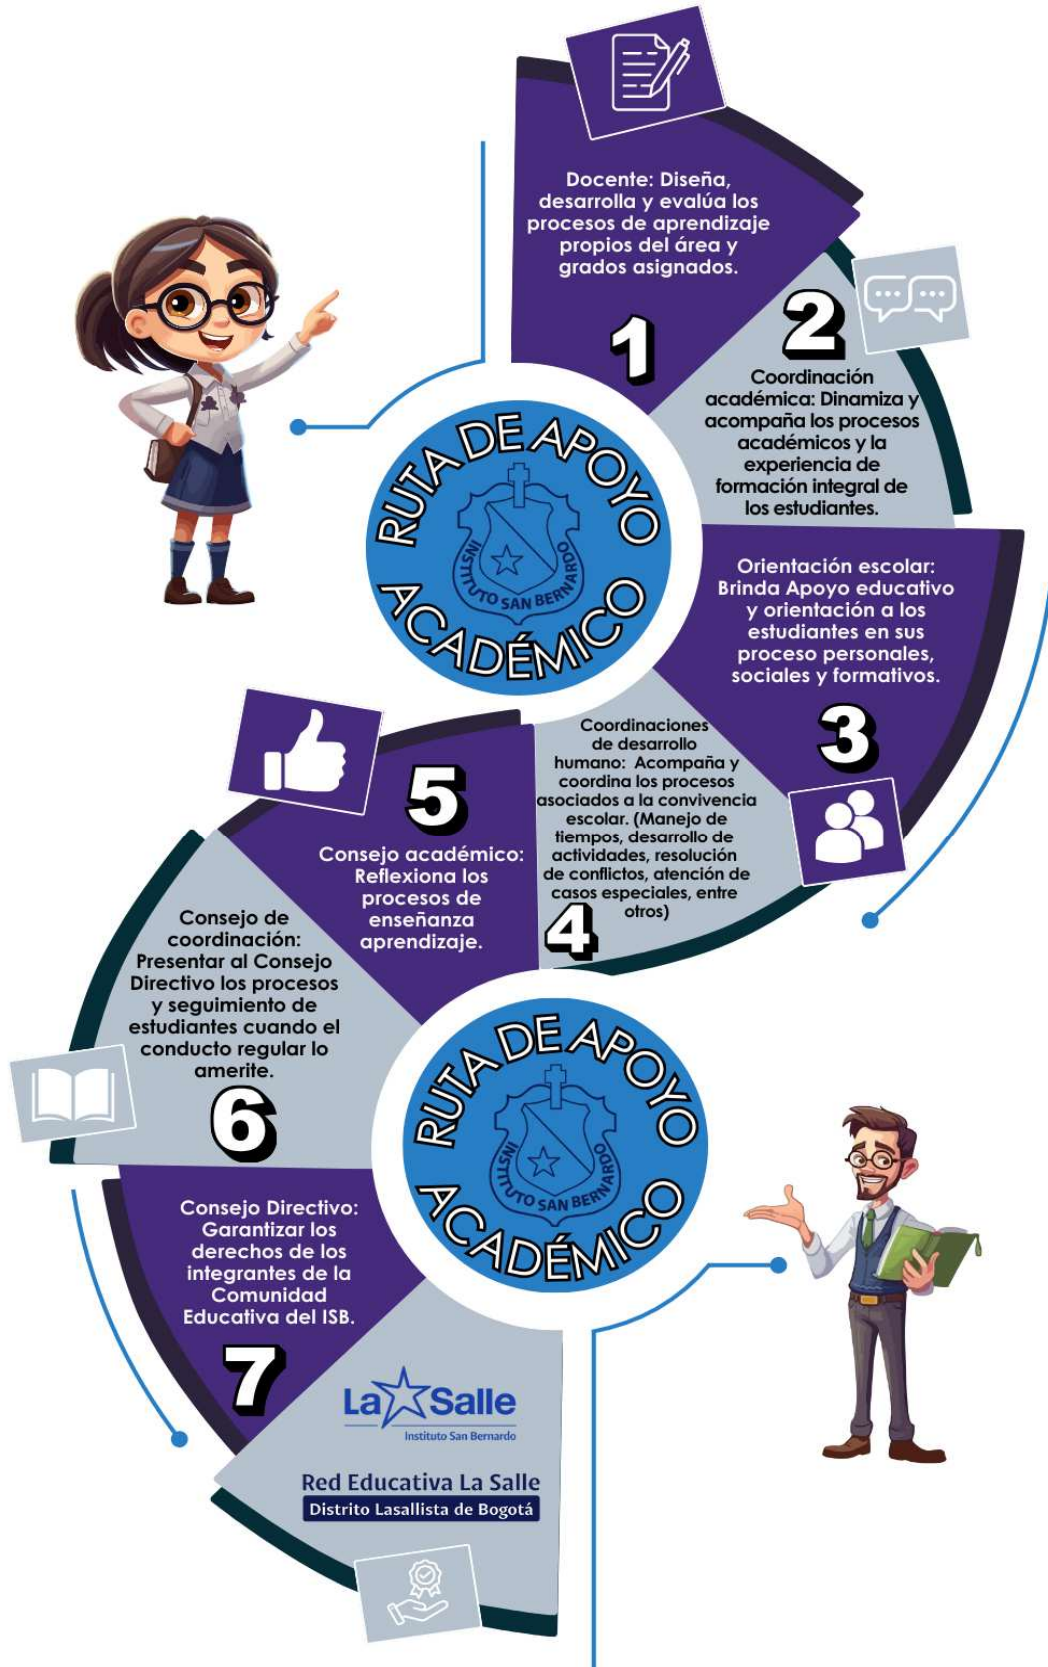 Docente: Diseña,
desarrolla y evalúa los
procesos de aprendizaje
propios del área y
grados asignados.
1
2
Coordinación
académica: Dinamiza y
acompaña los procesos
académicos y la
experiencia de
formación integral de
los estudiantes.
RUTA DE APOYO
INSTITUTO SAN BERNARDO
ACADÉMICO
Orientación escolar:
Brinda Apoyo educativo
y orientación a los
estudiantes en sus
proceso personales,
sociales y formativos.
3
Coordinaciones
de desarrollo
humano: Acompaña y
coordina los procesos
asociados a la convivencia
escolar. (Manejo de
tiempos, desarrollo de
actividades, resolución
de conflictos, atención de
casos especiales, entre
otros)
4
5
Consejo académico:
Reflexiona los
procesos de
enseñanza
aprendizaje.
Consejo de
coordinación:
Presentar al Consejo
Directivo los procesos
y seguimiento de
estudiantes cuando el
conducto regular lo
amerite.
6
RUTA DE APOYO
INSTITUTO SAN BERNARDO
ACADÉMICO
Consejo Directivo:
Garantizar los
derechos de los
integrantes de la
Comunidad
Educativa del ISB.
7
La Salle
Instituto San Bernardo
Red Educativa La Salle
Distrito Lasallista de Bogotá